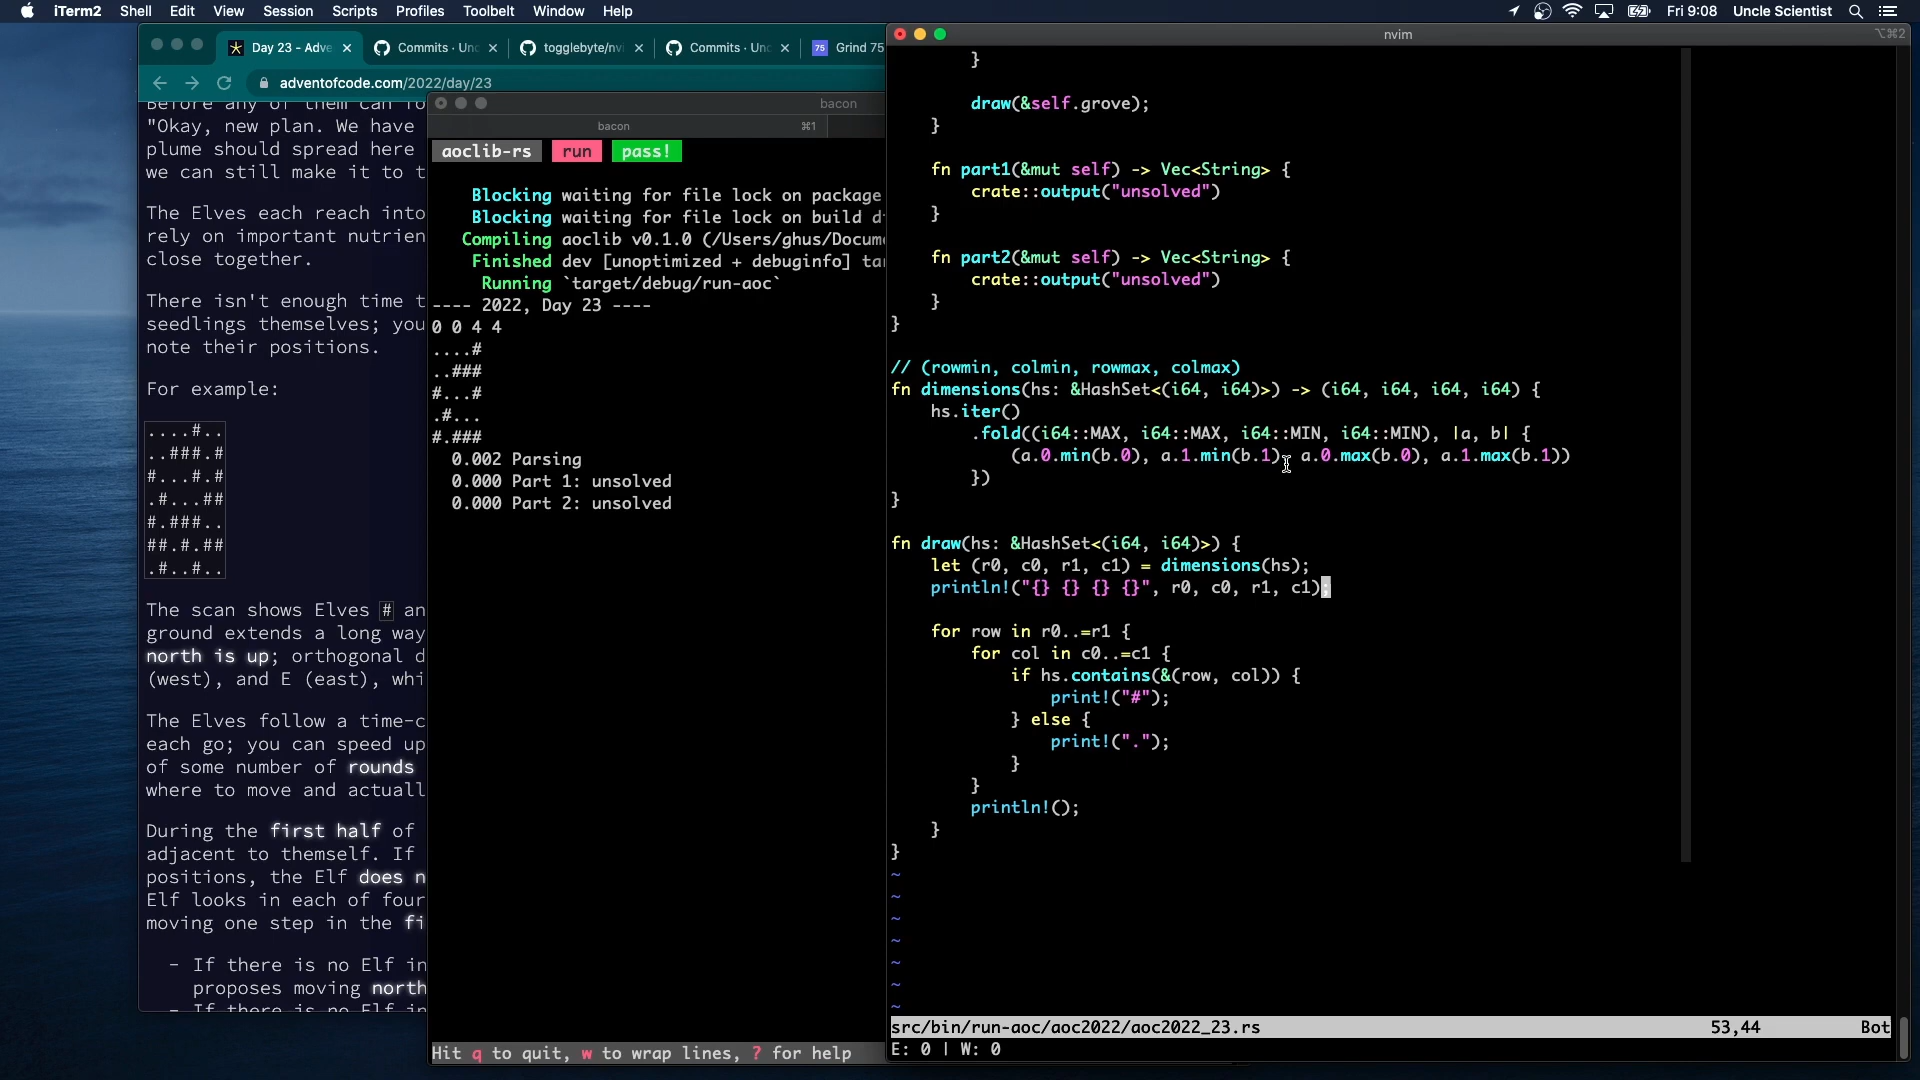 iTerm2 Shell Edit View Session Scripts Profiles Toolbelt Window Help Fri 9:08 Uncle Scientist
Day 23 - Adve Commits · Unc togglebyte/nvi Commits · Unc 75 Grind 75
adventofcode.com/2022/day/23
"Okay, new plan. We have
plume should spread here
we can still make it to t
The Elves each reach into
rely on important nutrien
close together.
There isn't enough time t
seedlings themselves; you
note their positions.
For example:
....#..
..###.#
#...#.#
.#...##
#.###..
##.#.##
.#..#..
The scan shows Elves # an
ground extends a long way
north is up; orthogonal d
(west), and E (east), whi
The Elves follow a time-c
each go; you can speed up
of some number of rounds
where to move and actuall
During the first half of
adjacent to themself. If
positions, the Elf does n
Elf looks in each of four
moving one step in the fi
- If there is no Elf in
proposes moving north
- If there is no Elf in
bacon
bacon ⌘1
aoclib-rs run pass!
Blocking waiting for file lock on package
Blocking waiting for file lock on build d
Compiling aoclib v0.1.0 (/Users/ghus/Docum
Finished dev [unoptimized + debuginfo] ta
Running `target/debug/run-aoc`
---- 2022, Day 23 ----
0 0 4 4
....#
..###
#...#
.#...
#.###
0.002 Parsing
0.000 Part 1: unsolved
0.000 Part 2: unsolved
Hit q to quit, w to wrap lines, ? for help
nvim ⌥⌘2
}
draw(&self.grove);
}
fn part1(&mut self) -> Vec<String> {
crate::output("unsolved")
}
fn part2(&mut self) -> Vec<String> {
crate::output("unsolved")
}
}
// (rowmin, colmin, rowmax, colmax)
fn dimensions(hs: &HashSet<(i64, i64)>) -> (i64, i64, i64, i64) {
hs.iter()
.fold((i64::MAX, i64::MAX, i64::MIN, i64::MIN), |a, b| {
(a.0.min(b.0), a.1.min(b.1), a.0.max(b.0), a.1.max(b.1))
})
}
fn draw(hs: &HashSet<(i64, i64)>) {
let (r0, c0, r1, c1) = dimensions(hs);
println!("{} {} {} {}", r0, c0, r1, c1);
for row in r0..=r1 {
for col in c0..=c1 {
if hs.contains(&(row, col)) {
print!("#");
} else {
print!(".");
}
}
println!();
}
}
~
~
~
~
~
~
~
src/bin/run-aoc/aoc2022/aoc2022_23.rs 53,44 Bot
E: 0 | W: 0